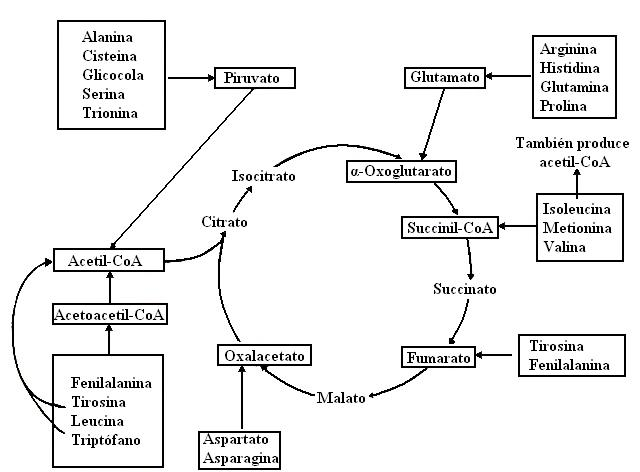 Alanina
Cisteina
Glicocola
Serina
Trionina
Piruvato
Glutamato
Arginina
Histidina
Glutamina
Prolina
También produce
acetil-CoA
Isocitrato
α-Oxoglutarato
Citrato
Succinil-CoA
Isoleucina
Metionina
Valina
Acetil-CoA
Succinato
Acetoacetil-CoA
Oxalacetato
Fumarato
Tirosina
Fenilalanina
Fenilalanina
Tirosina
Leucina
Triptófano
Malato
Aspartato
Asparagina